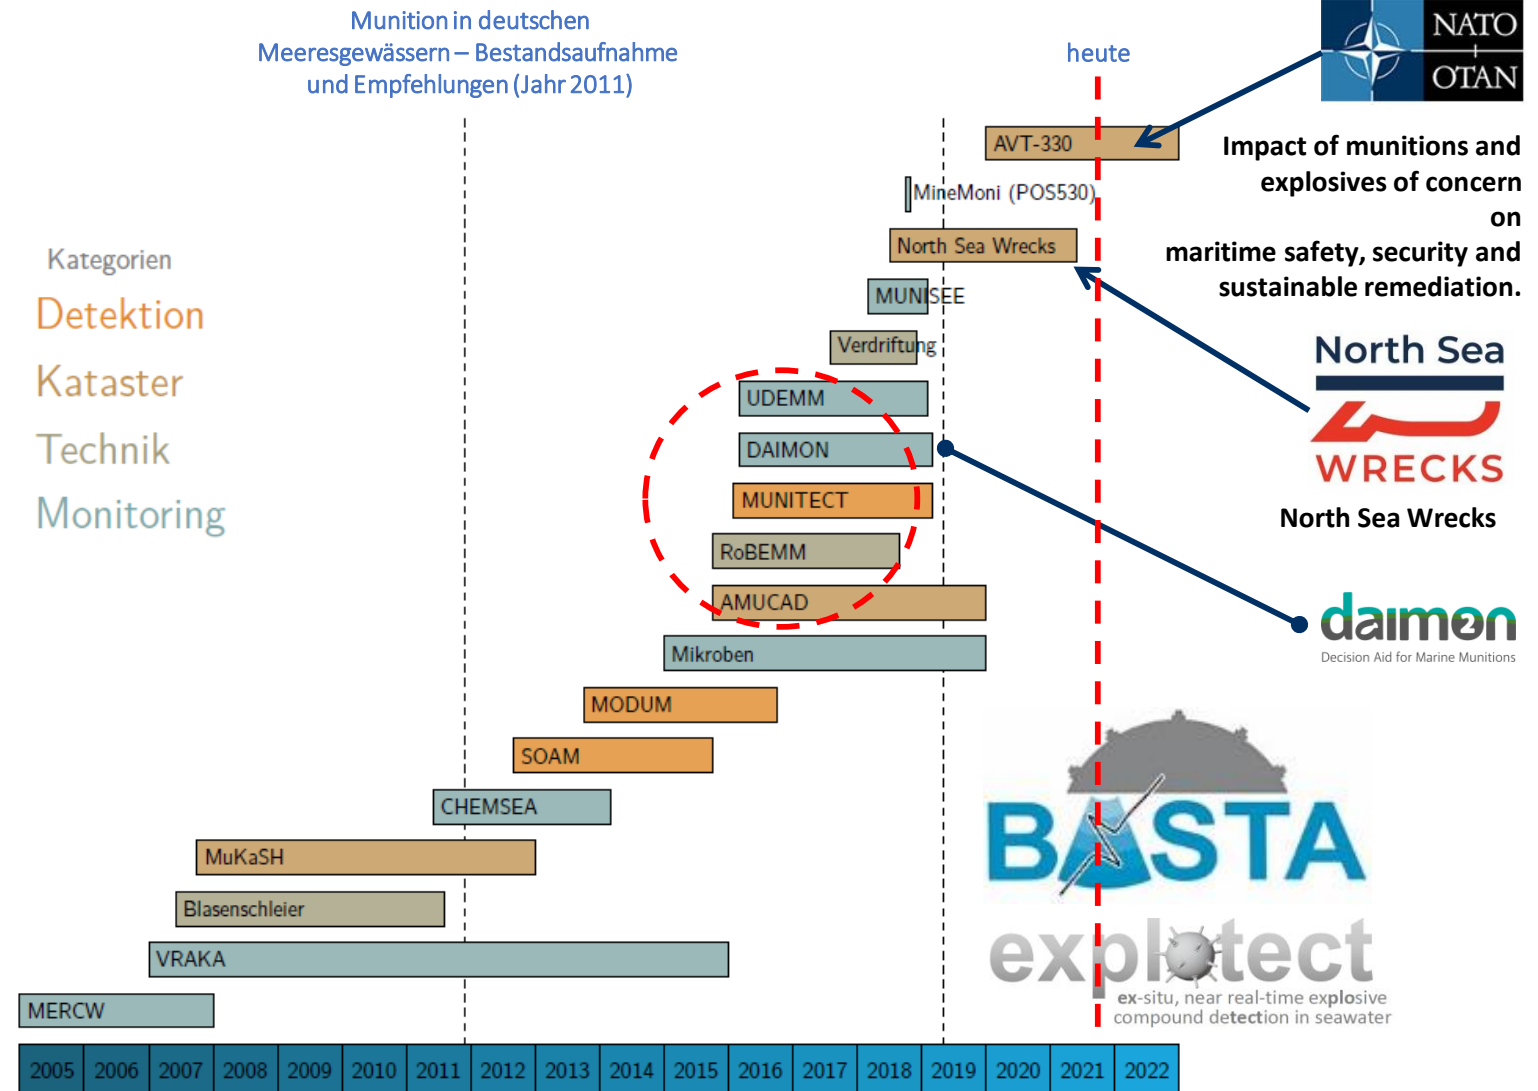 Munition in deutschen
Meeresgewässern – Bestandsaufnahme
und Empfehlungen (Jahr 2011)
heute
NATO
OTAN
AVT-330
Impact of munitions and
explosives of concern
on
maritime safety, security and
sustainable remediation.
MineMoni (POS530)
North Sea Wrecks
Kategorien
Detektion
Kataster
Technik
Monitoring
MUNISEE
Verdriftung
North Sea
WRECKS
North Sea Wrecks
UDEMM
DAIMON
MUNITECT
RoBEMM
AMUCAD
daimon
2
Decision Aid for Marine Munitions
Mikroben
MODUM
SOAM
CHEMSEA
BASTA
MuKaSH
Blasenschleier
VRAKA
explotect
ex-situ, near real-time explosive
compound detection in seawater
MERCW
2005 2006 2007 2008 2009 2010 2011 2012 2013 2014 2015 2016 2017 2018 2019 2020 2021 2022